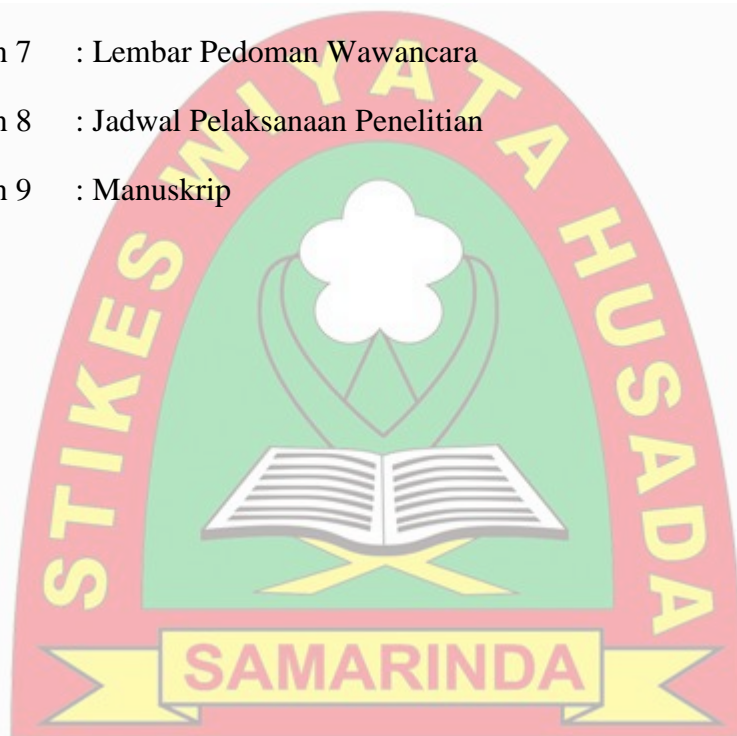 n 7 : Lembar Pedoman Wawancara
n 8 : Jadwal Pelaksanaan Penelitian
n 9 : Manuskrip
STIKES WIYATA HUSADA
SAMARINDA